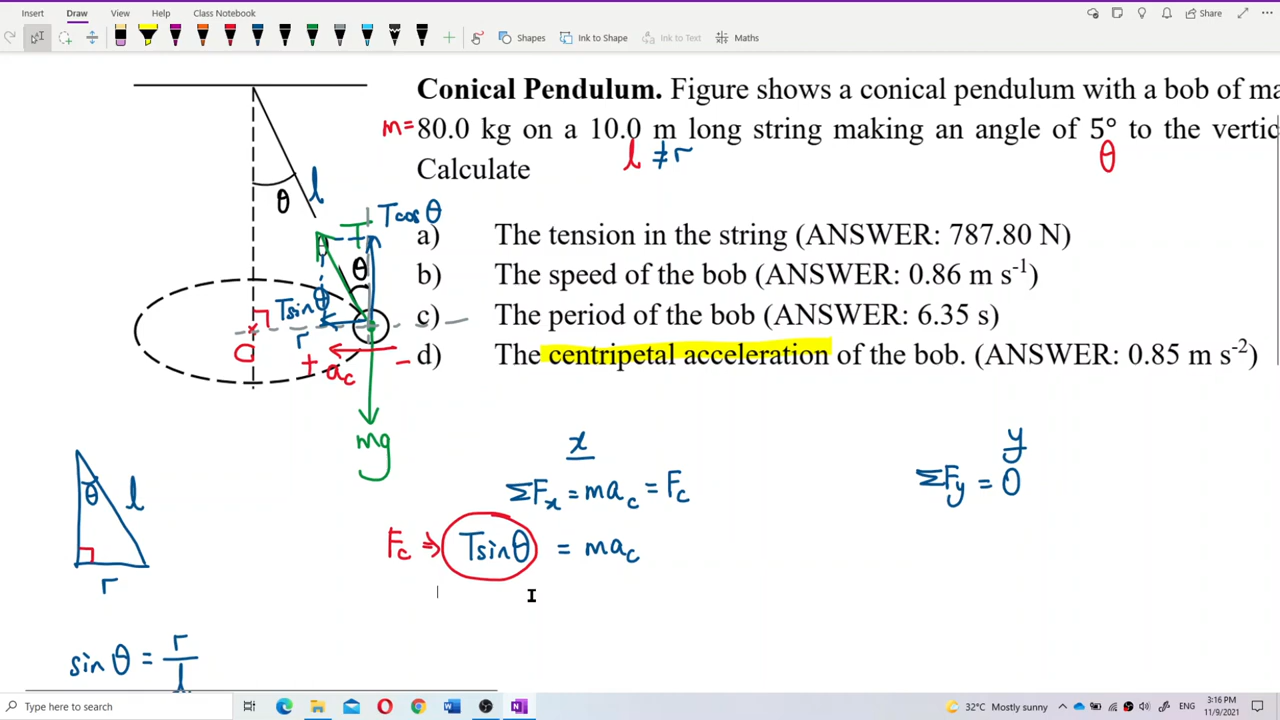 Insert Draw View Help Class Notebook Share
Shapes Ink to Shape Ink to Text Maths
Conical Pendulum. Figure shows a conical pendulum with a bob of ma
m= 80.0 kg on a 10.0 m long string making an angle of 5° to the vertic
l ≠ r θ
Calculate
a) The tension in the string (ANSWER: 787.80 N)
b) The speed of the bob (ANSWER: 0.86 m s⁻¹)
c) The period of the bob (ANSWER: 6.35 s)
d) The centripetal acceleration of the bob. (ANSWER: 0.85 m s⁻²)
θ l
Tcosθ
T
θ
θ
Tsinθ
r
O
+ ac −
mg
θ l
r
sin θ = r/l
x
ΣFx = mac = Fc
Fc → Tsinθ = mac
y
ΣFy = 0
Type here to search
W
N
32°C Mostly sunny
ENG
3:16 PM
11/9/2021